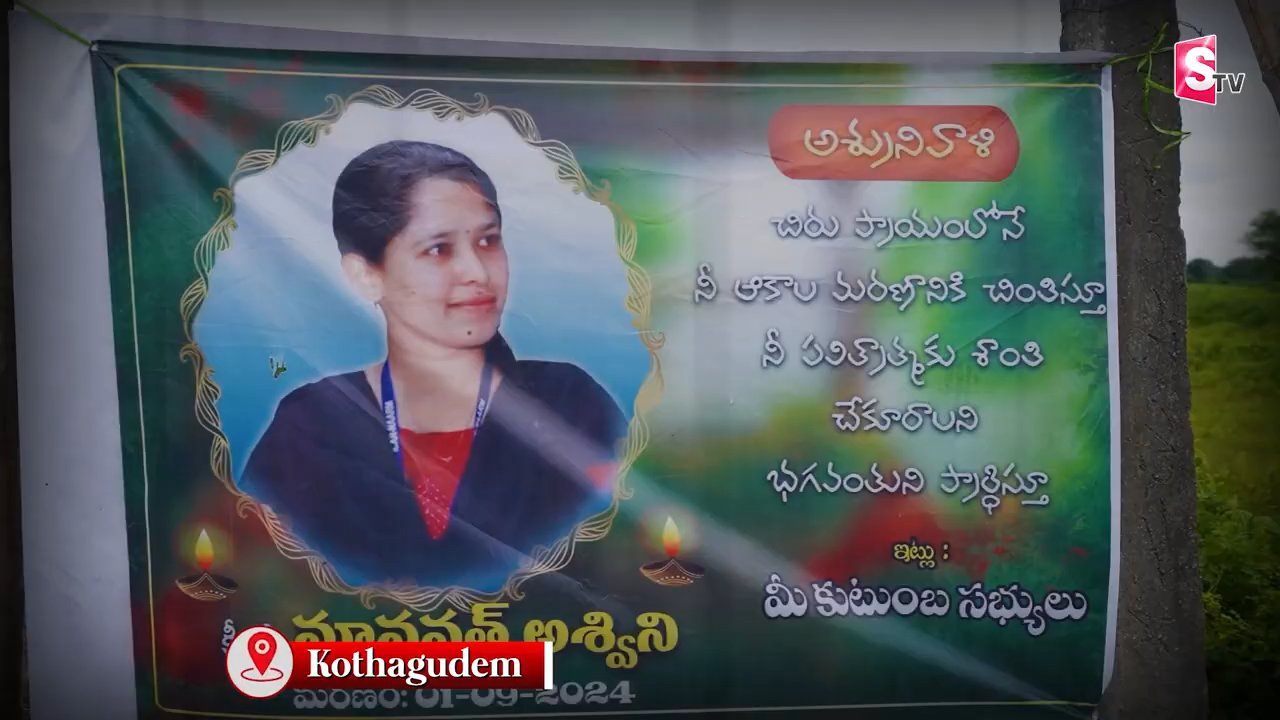 STV
అశ్రునివాళి
చిరు ప్రాయంలోనే
నీ ఆకాల మరణానికి చింతిస్తూ
నీ పవిత్రాత్మకు శాంతి
చేకూరాలని
భగవంతుని ప్రార్థిస్తూ
ఇట్లు :
మీ కుటుంబ సభ్యులు
అశ్విని
Kothagudem
మరణం: 01-09-2024